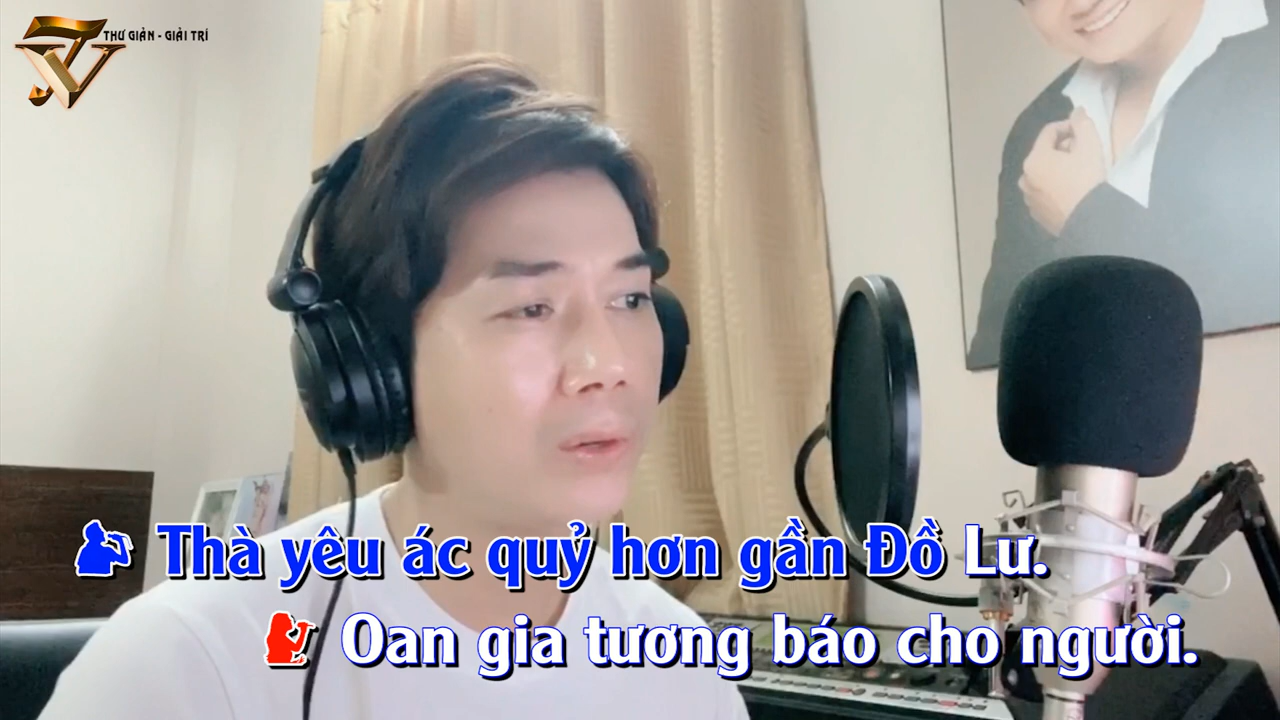 THƯ GIẢN - GIẢI TRÍ
Thà yêu ác quỷ hơn gần Đồ Lư.
Oan gia tương báo cho người.